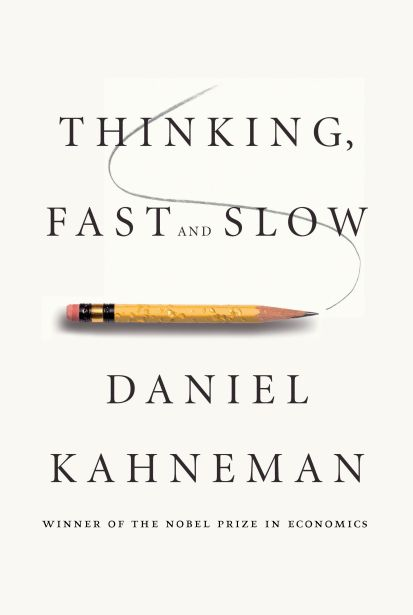 THINKING,
FAST AND SLOW
DANIEL
KAHNEMAN
WINNER OF THE NOBEL PRIZE IN ECONOMICS